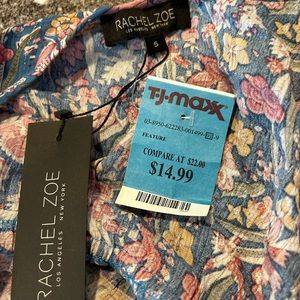 RACHEL ZOE
LOS ANGELES NEW YORK
S
T·J·maxx
FEATURE
COMPARE AT $22.00
$14.99
RACHEL ZOE
LOS ANGELES NEW YORK